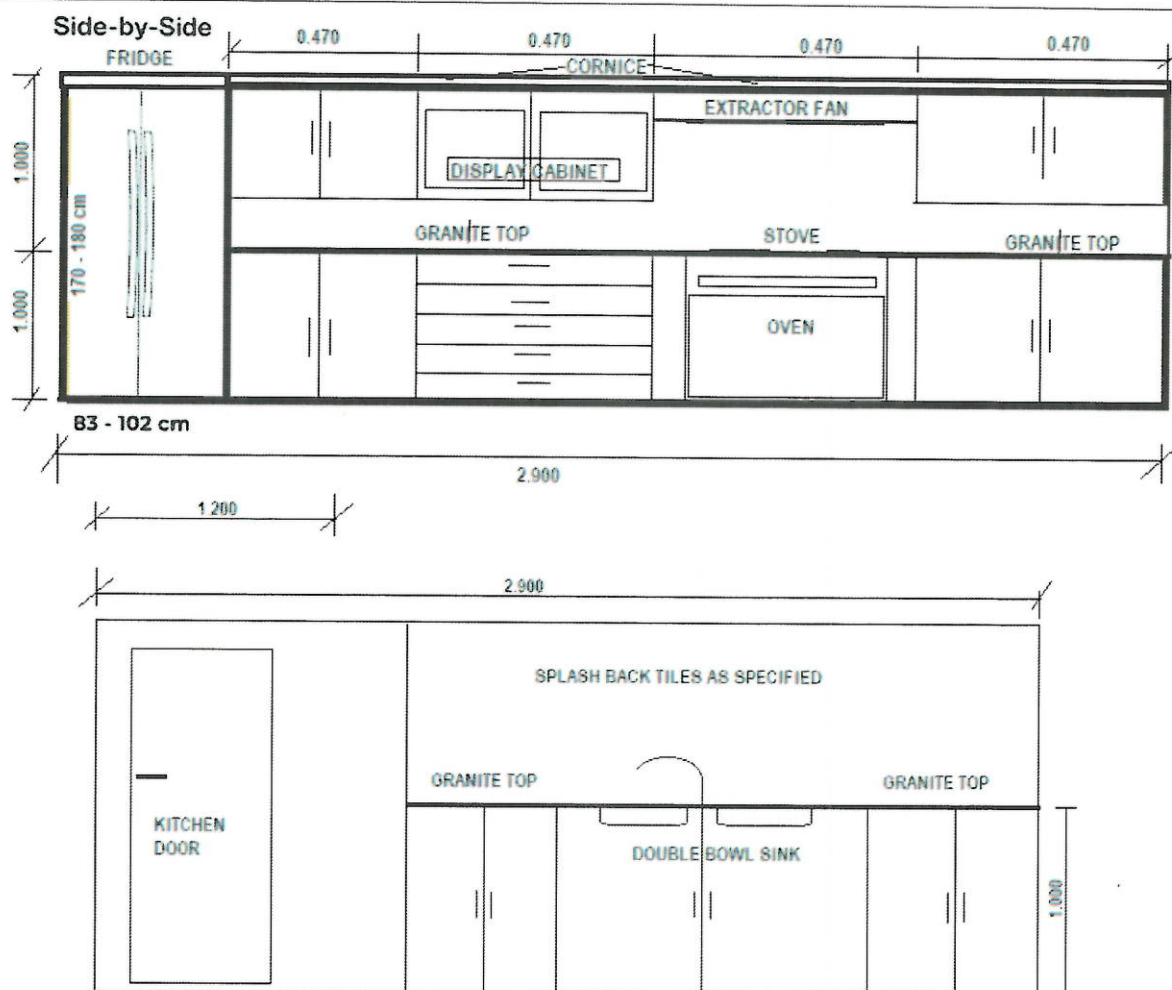 Side-by-Side
FRIDGE
0.470
0.470
0.470
0.470
CORNICE
EXTRACTOR FAN
1.000
170 - 180 cm
DISPLAY CABINET
GRANITE TOP
STOVE
GRANITE TOP
1.000
OVEN
83 - 102 cm
2.900
1.200
2.900
SPLASH BACK TILES AS SPECIFIED
GRANITE TOP
GRANITE TOP
KITCHEN
DOOR
DOUBLE BOWL SINK
1.000